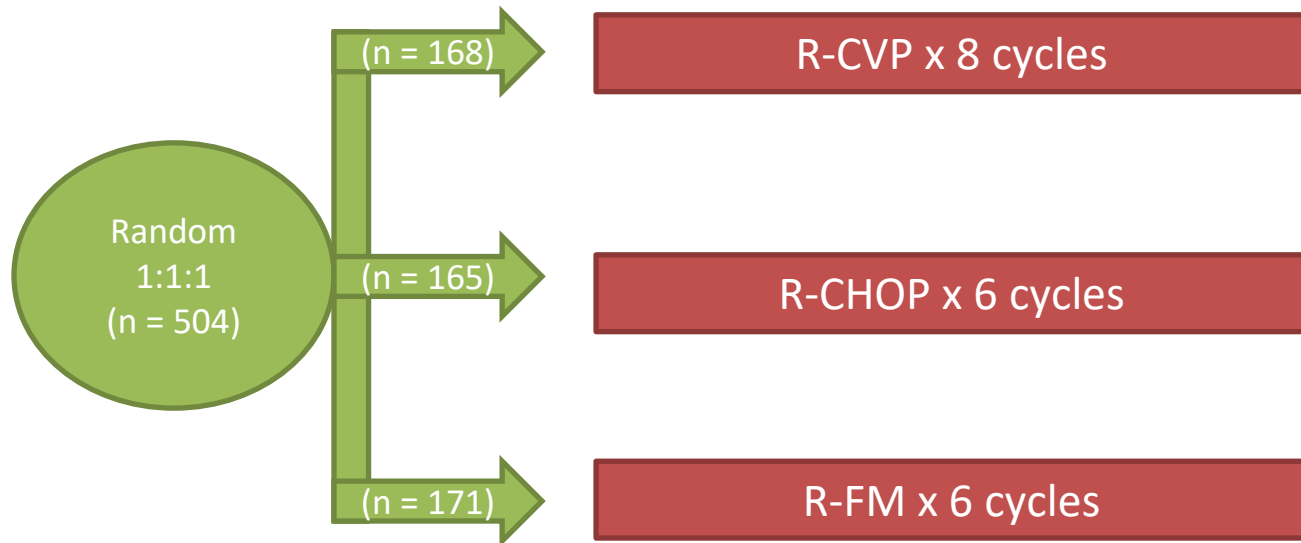 (n = 168)
R-CVP x 8 cycles
Random
1:1:1
(n = 504)
(n = 165)
R-CHOP x 6 cycles
(n = 171)
R-FM x 6 cycles